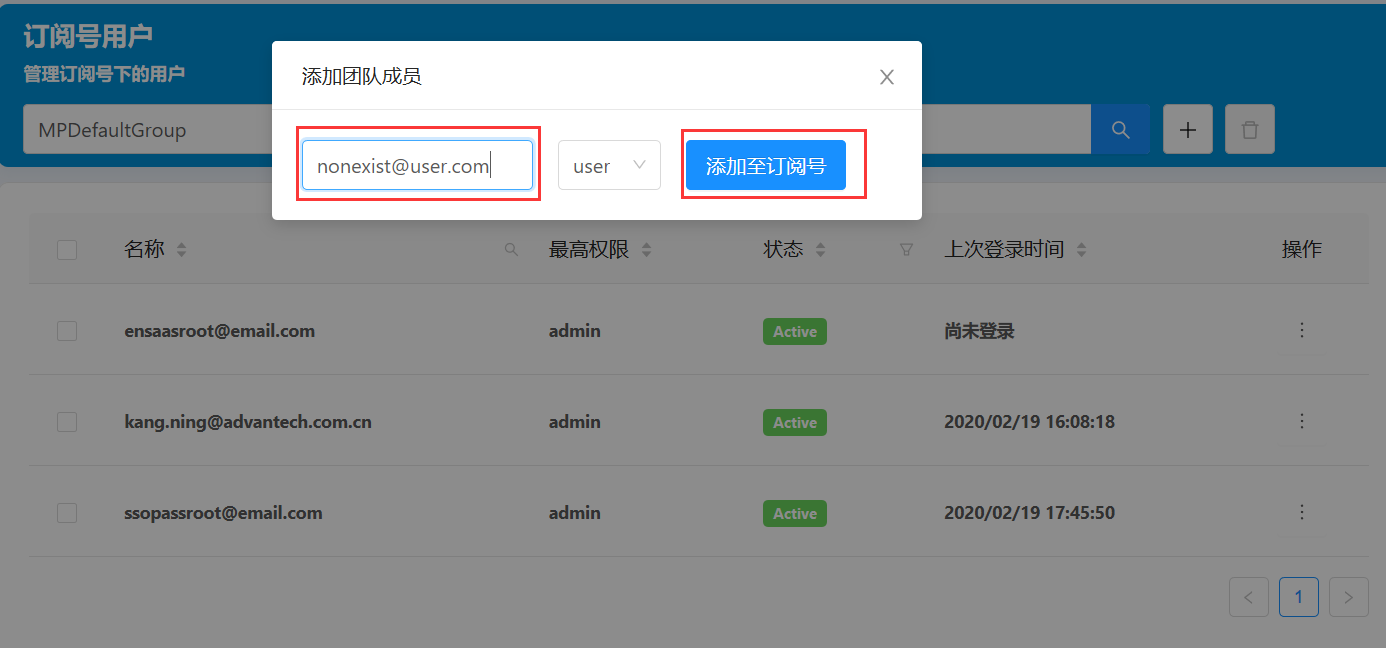 订阅号用户
管理订阅号下的用户
MPDefaultGroup
添加团队成员
nonexist@user.com user 添加至订阅号
名称 最高权限 状态 上次登录时间 操作
ensaasroot@email.com admin Active 尚未登录
kang.ning@advantech.com.cn admin Active 2020/02/19 16:08:18
ssopassroot@email.com admin Active 2020/02/19 17:45:50
1